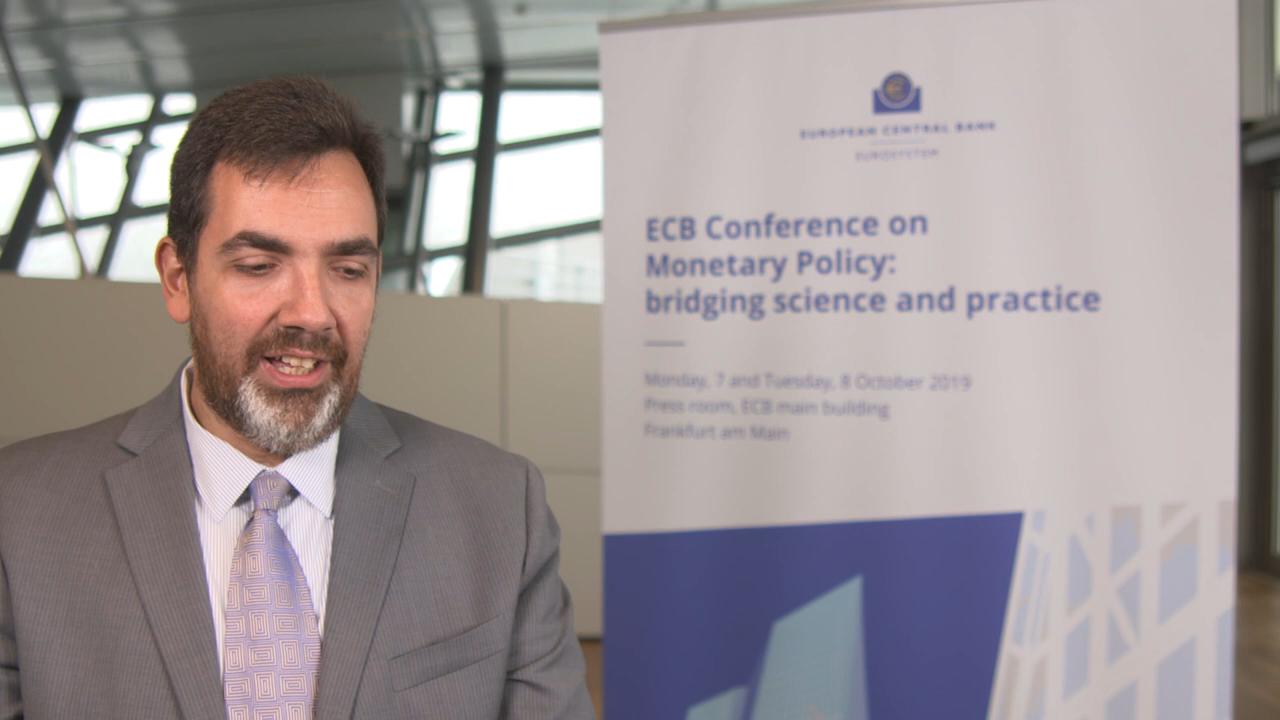 EUROPEAN CENTRAL BANK
EUROSYSTEM
ECB Conference on
Monetary Policy:
bridging science and practice
Monday, 7 and Tuesday, 8 October 2019
Press room, ECB main building
Frankfurt am Main